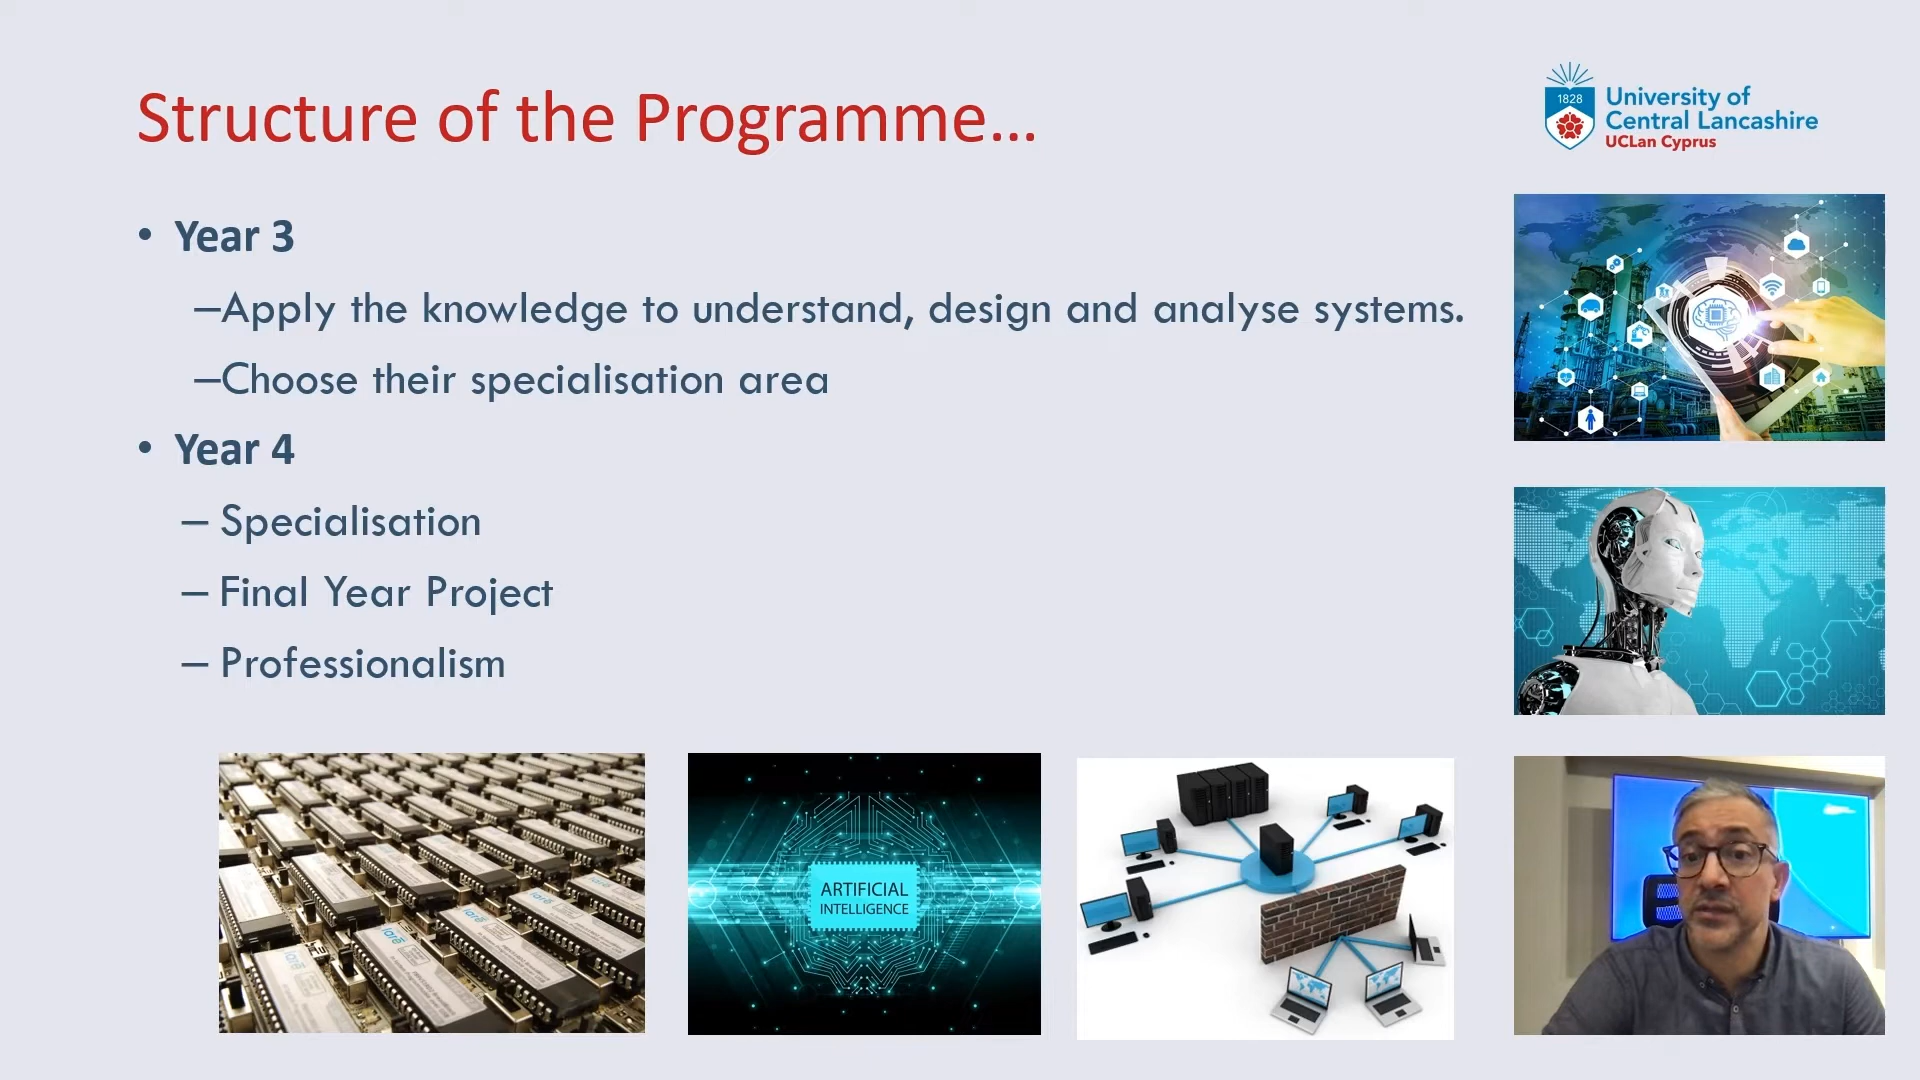 Structure of the Programme...
1828
University of
Central Lancashire
UCLan Cyprus
• Year 3
–Apply the knowledge to understand, design and analyse systems.
–Choose their specialisation area
• Year 4
– Specialisation
– Final Year Project
– Professionalism
ARTIFICIAL
INTELLIGENCE